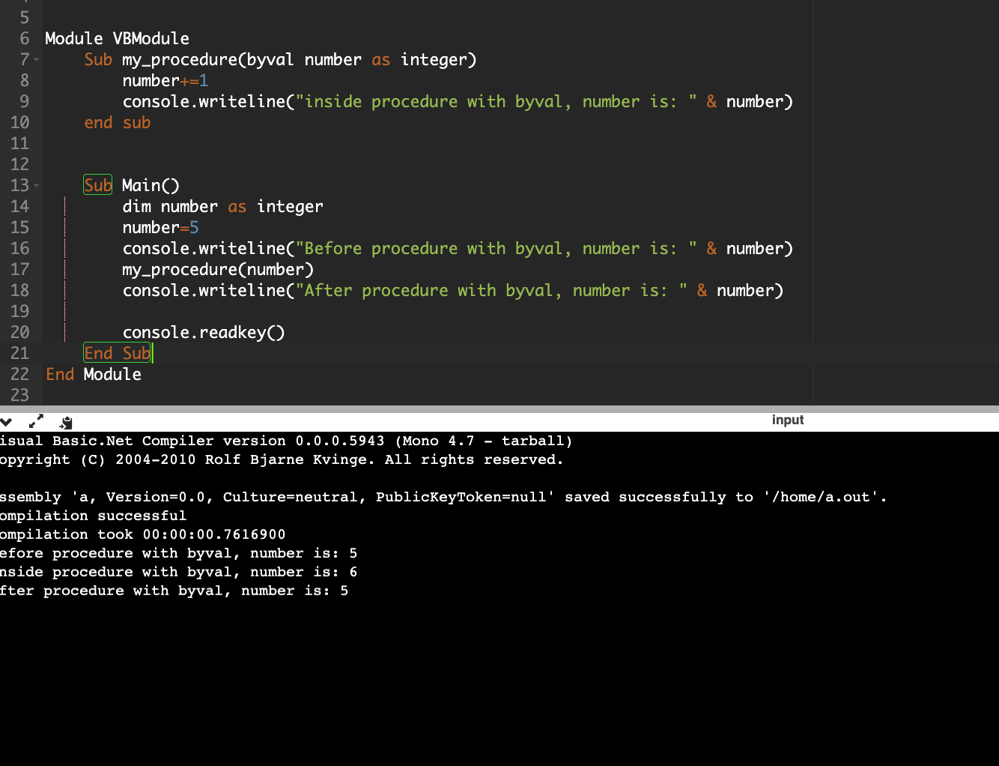 5
6 Module VBModule
7 Sub my_procedure(byval number as integer)
8 number+=1
9 console.writeline("inside procedure with byval, number is: " & number)
10 end sub
11
12
13 Sub Main()
14 dim number as integer
15 number=5
16 console.writeline("Before procedure with byval, number is: " & number)
17 my_procedure(number)
18 console.writeline("After procedure with byval, number is: " & number)
19
20 console.readkey()
21 End Sub
22 End Module
23
input
isual Basic.Net Compiler version 0.0.0.5943 (Mono 4.7 - tarball)
opyright (C) 2004-2010 Rolf Bjarne Kvinge. All rights reserved.
ssembly 'a, Version=0.0, Culture=neutral, PublicKeyToken=null' saved successfully to '/home/a.out'.
ompilation successful
ompilation took 00:00:00.7616900
efore procedure with byval, number is: 5
nside procedure with byval, number is: 6
fter procedure with byval, number is: 5